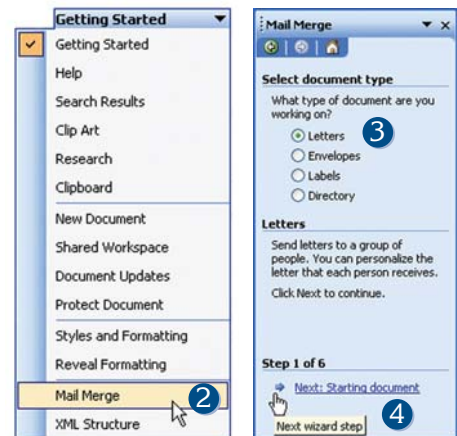 Getting Started
Getting Started
Help
Search Results
Clip Art
Research
Clipboard
New Document
Shared Workspace
Document Updates
Protect Document
Styles and Formatting
Reveal Formatting
Mail Merge 2
XML Structure
Mail Merge
Select document type
What type of document are you
working on?
Letters 3
Envelopes
Labels
Directory
Letters
Send letters to a group of
people. You can personalize the
letter that each person receives.
Click Next to continue.
Step 1 of 6
Next: Starting document
Next wizard step 4